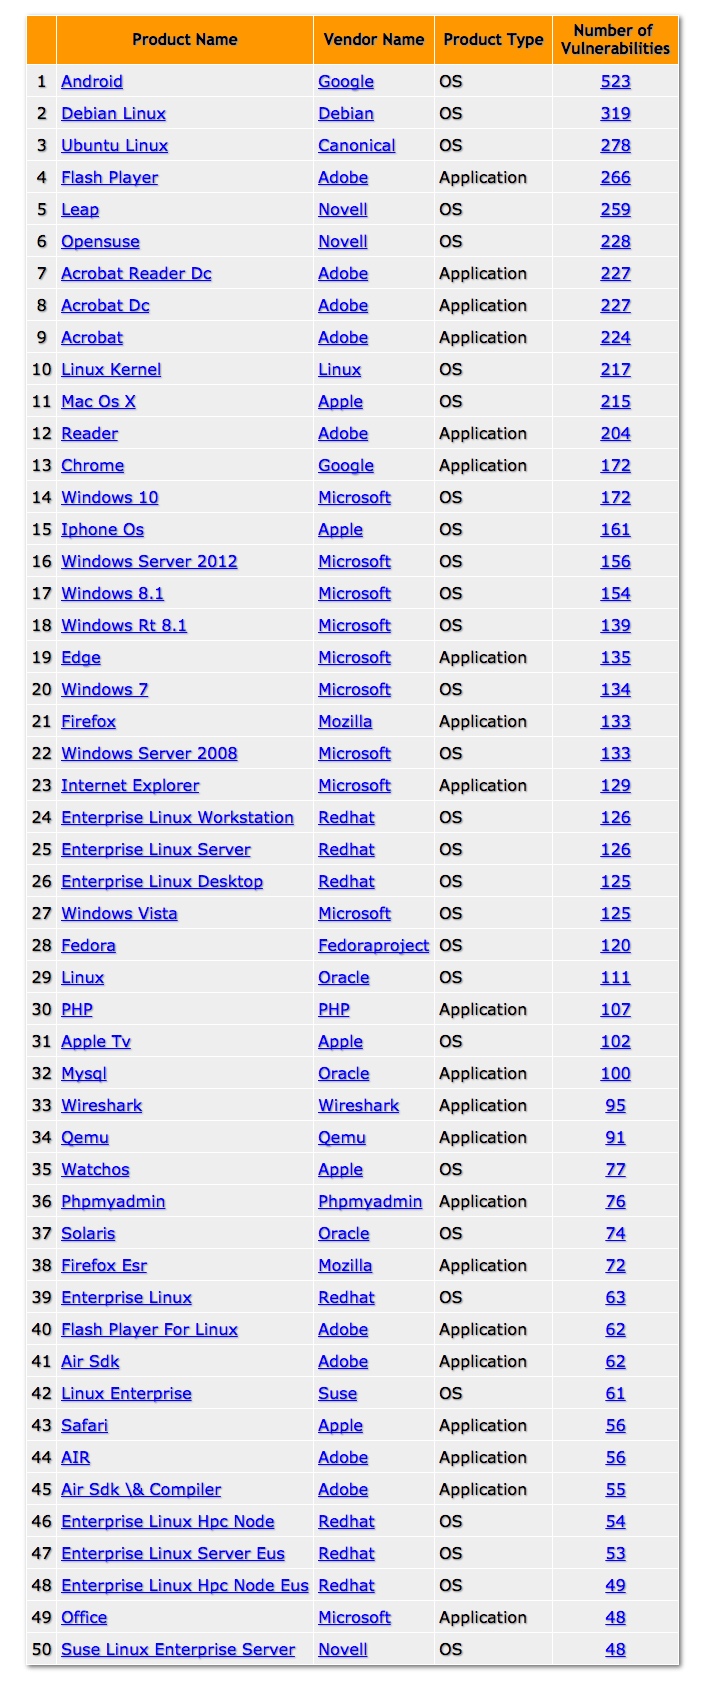 Product Name Vendor Name Product Type Number of Vulnerabilities
1 Android Google OS 523
2 Debian Linux Debian OS 319
3 Ubuntu Linux Canonical OS 278
4 Flash Player Adobe Application 266
5 Leap Novell OS 259
6 Opensuse Novell OS 228
7 Acrobat Reader Dc Adobe Application 227
8 Acrobat Dc Adobe Application 227
9 Acrobat Adobe Application 224
10 Linux Kernel Linux OS 217
11 Mac Os X Apple OS 215
12 Reader Adobe Application 204
13 Chrome Google Application 172
14 Windows 10 Microsoft OS 172
15 Iphone Os Apple OS 161
16 Windows Server 2012 Microsoft OS 156
17 Windows 8.1 Microsoft OS 154
18 Windows Rt 8.1 Microsoft OS 139
19 Edge Microsoft Application 135
20 Windows 7 Microsoft OS 134
21 Firefox Mozilla Application 133
22 Windows Server 2008 Microsoft OS 133
23 Internet Explorer Microsoft Application 129
24 Enterprise Linux Workstation Redhat OS 126
25 Enterprise Linux Server Redhat OS 126
26 Enterprise Linux Desktop Redhat OS 125
27 Windows Vista Microsoft OS 125
28 Fedora Fedoraproject OS 120
29 Linux Oracle OS 111
30 PHP PHP Application 107
31 Apple Tv Apple OS 102
32 Mysql Oracle Application 100
33 Wireshark Wireshark Application 95
34 Qemu Qemu Application 91
35 Watchos Apple OS 77
36 Phpmyadmin Phpmyadmin Application 76
37 Solaris Oracle OS 74
38 Firefox Esr Mozilla Application 72
39 Enterprise Linux Redhat OS 63
40 Flash Player For Linux Adobe Application 62
41 Air Sdk Adobe Application 62
42 Linux Enterprise Suse OS 61
43 Safari Apple Application 56
44 AIR Adobe Application 56
45 Air Sdk \& Compiler Adobe Application 55
46 Enterprise Linux Hpc Node Redhat OS 54
47 Enterprise Linux Server Eus Redhat OS 53
48 Enterprise Linux Hpc Node Eus Redhat OS 49
49 Office Microsoft Application 48
50 Suse Linux Enterprise Server Novell OS 48